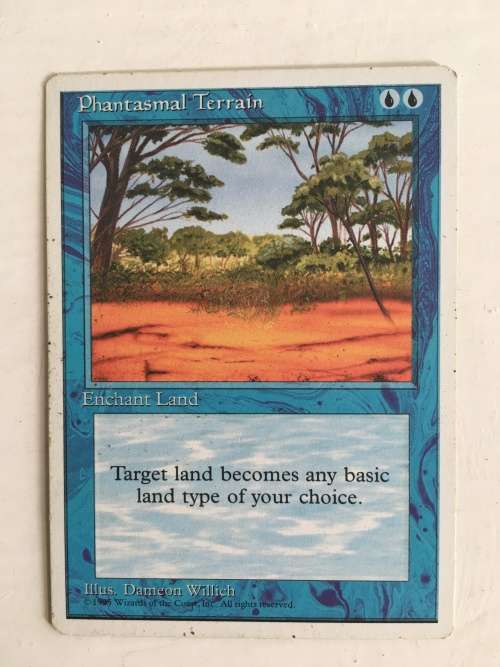 Phantasmal Terrain
Enchant Land
Target land becomes any basic
land type of your choice.
Illus. Dameon Willich
© 1995 Wizards of the Coast, Inc. All rights reserved.